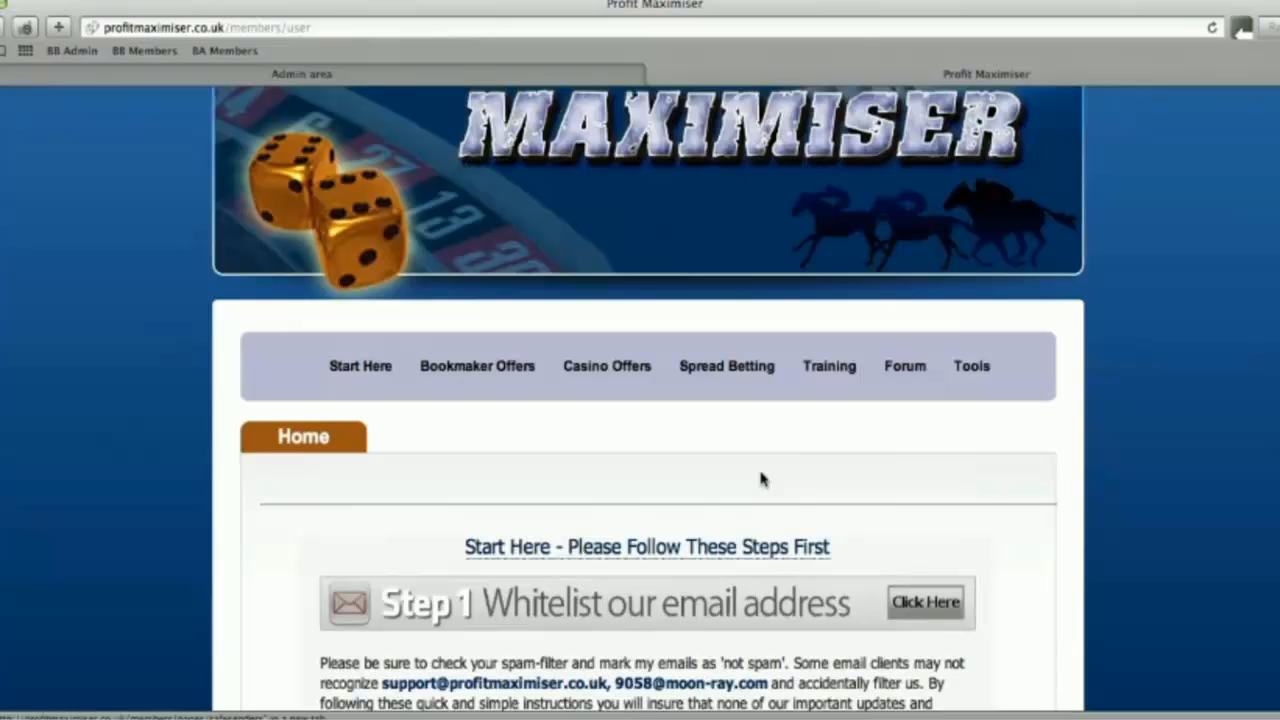 Profit Maximiser
profitmaximiser.co.uk/members/user
BB Admin BB Members BA Members
Admin area Profit Maximiser
MAXIMISER
13
Start Here Bookmaker Offers Casino Offers Spread Betting Training Forum Tools
Home
Start Here - Please Follow These Steps First
Step 1 Whitelist our email address Click Here
Please be sure to check your spam-filter and mark my emails as 'not spam'. Some email clients may not
recognize support@profitmaximiser.co.uk, 9058@moon-ray.com and accidentally filter us. By
following these quick and simple instructions you will insure that none of our important updates and